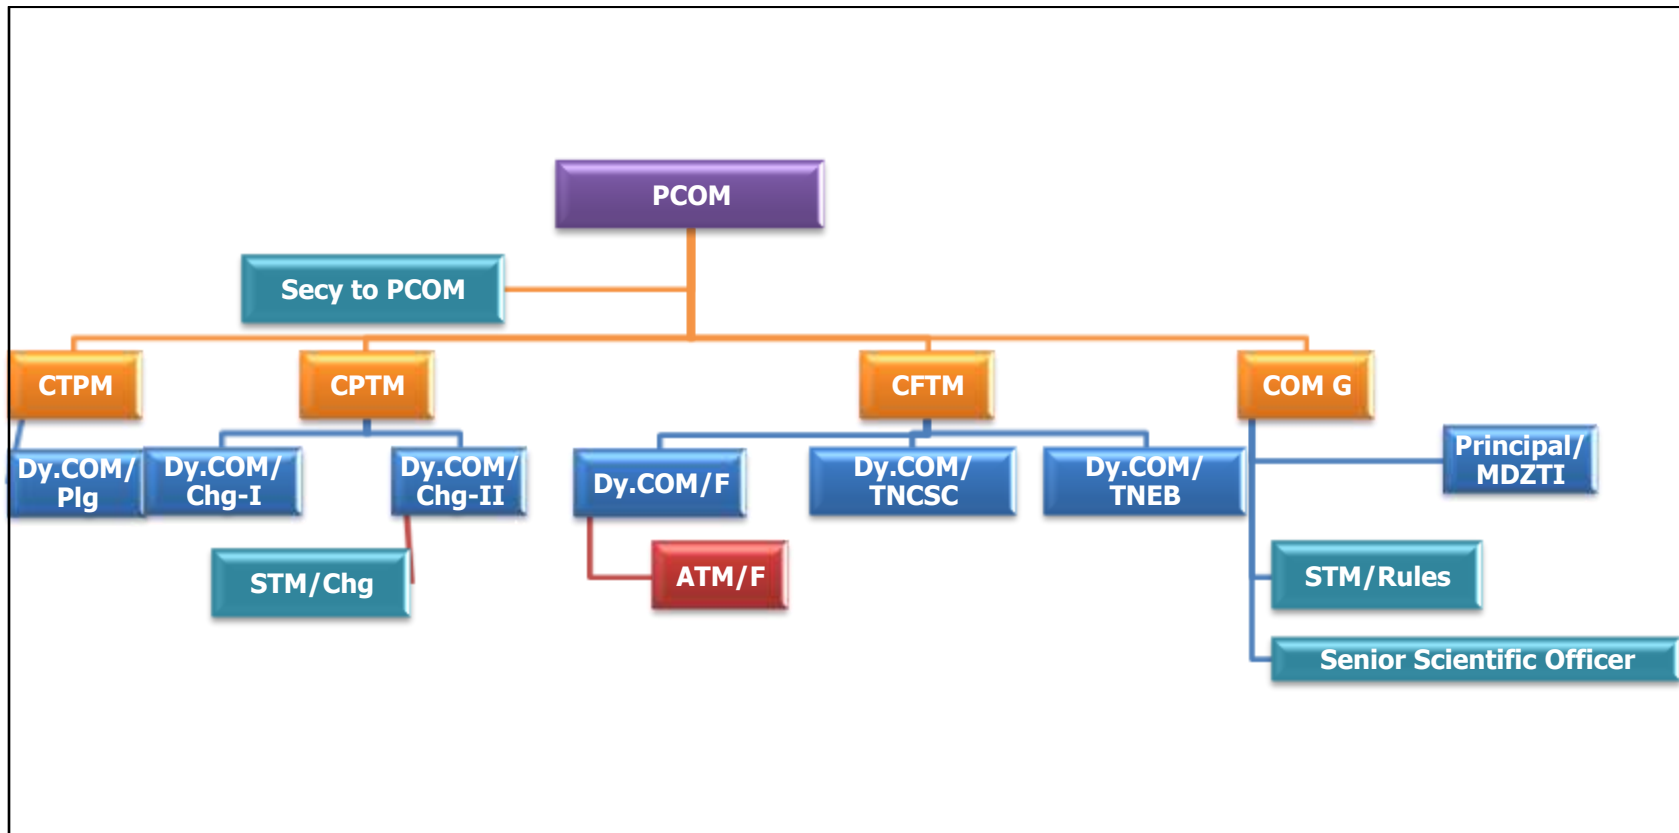 PCOM
Secy to PCOM
CTPM
CPTM
CFTM
COM G
Dy.COM/
Plg
Dy.COM/
Chg-I
Dy.COM/
Chg-II
Dy.COM/F
Dy.COM/
TNCSC
Dy.COM/
TNEB
Principal/
MDZTI
STM/Chg
ATM/F
STM/Rules
Senior Scientific Officer